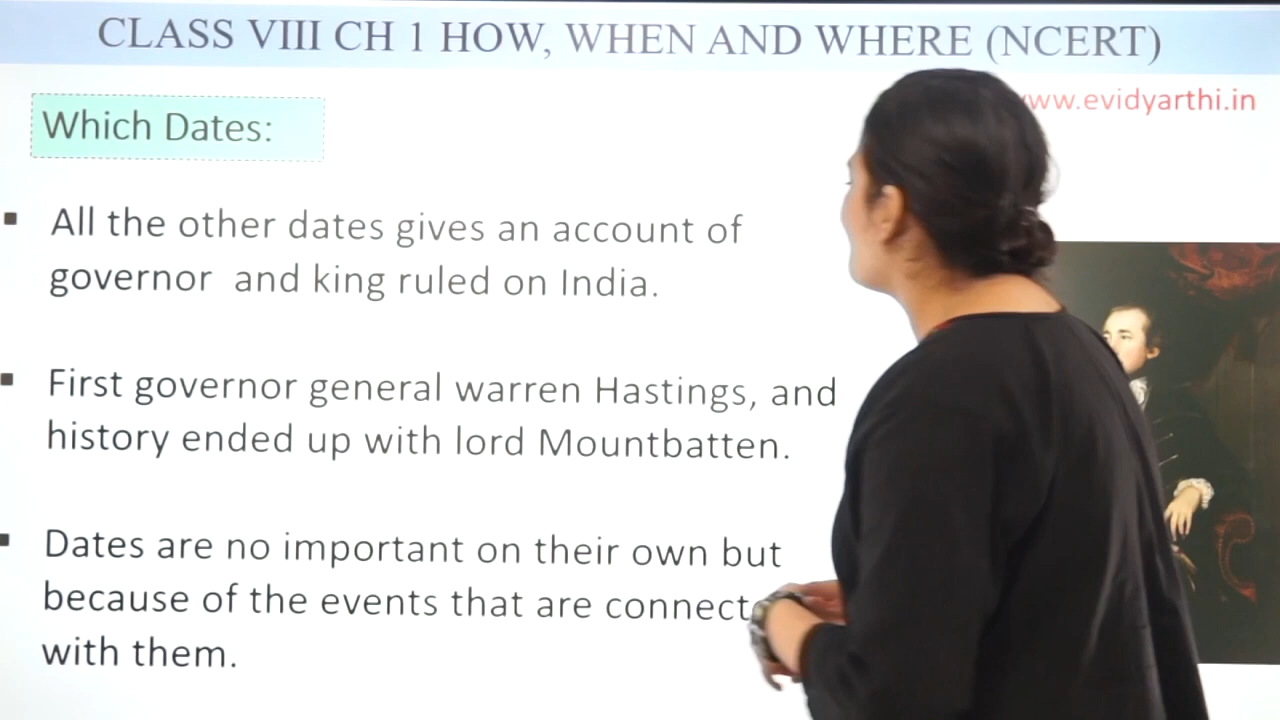 CLASS VIII CH 1 HOW, WHEN AND WHERE (NCERT)
www.evidyarthi.in
Which Dates:
All the other dates gives an account of
governor and king ruled on India.
First governor general warren Hastings, and
history ended up with lord Mountbatten.
Dates are no important on their own but
because of the events that are connect
with them.